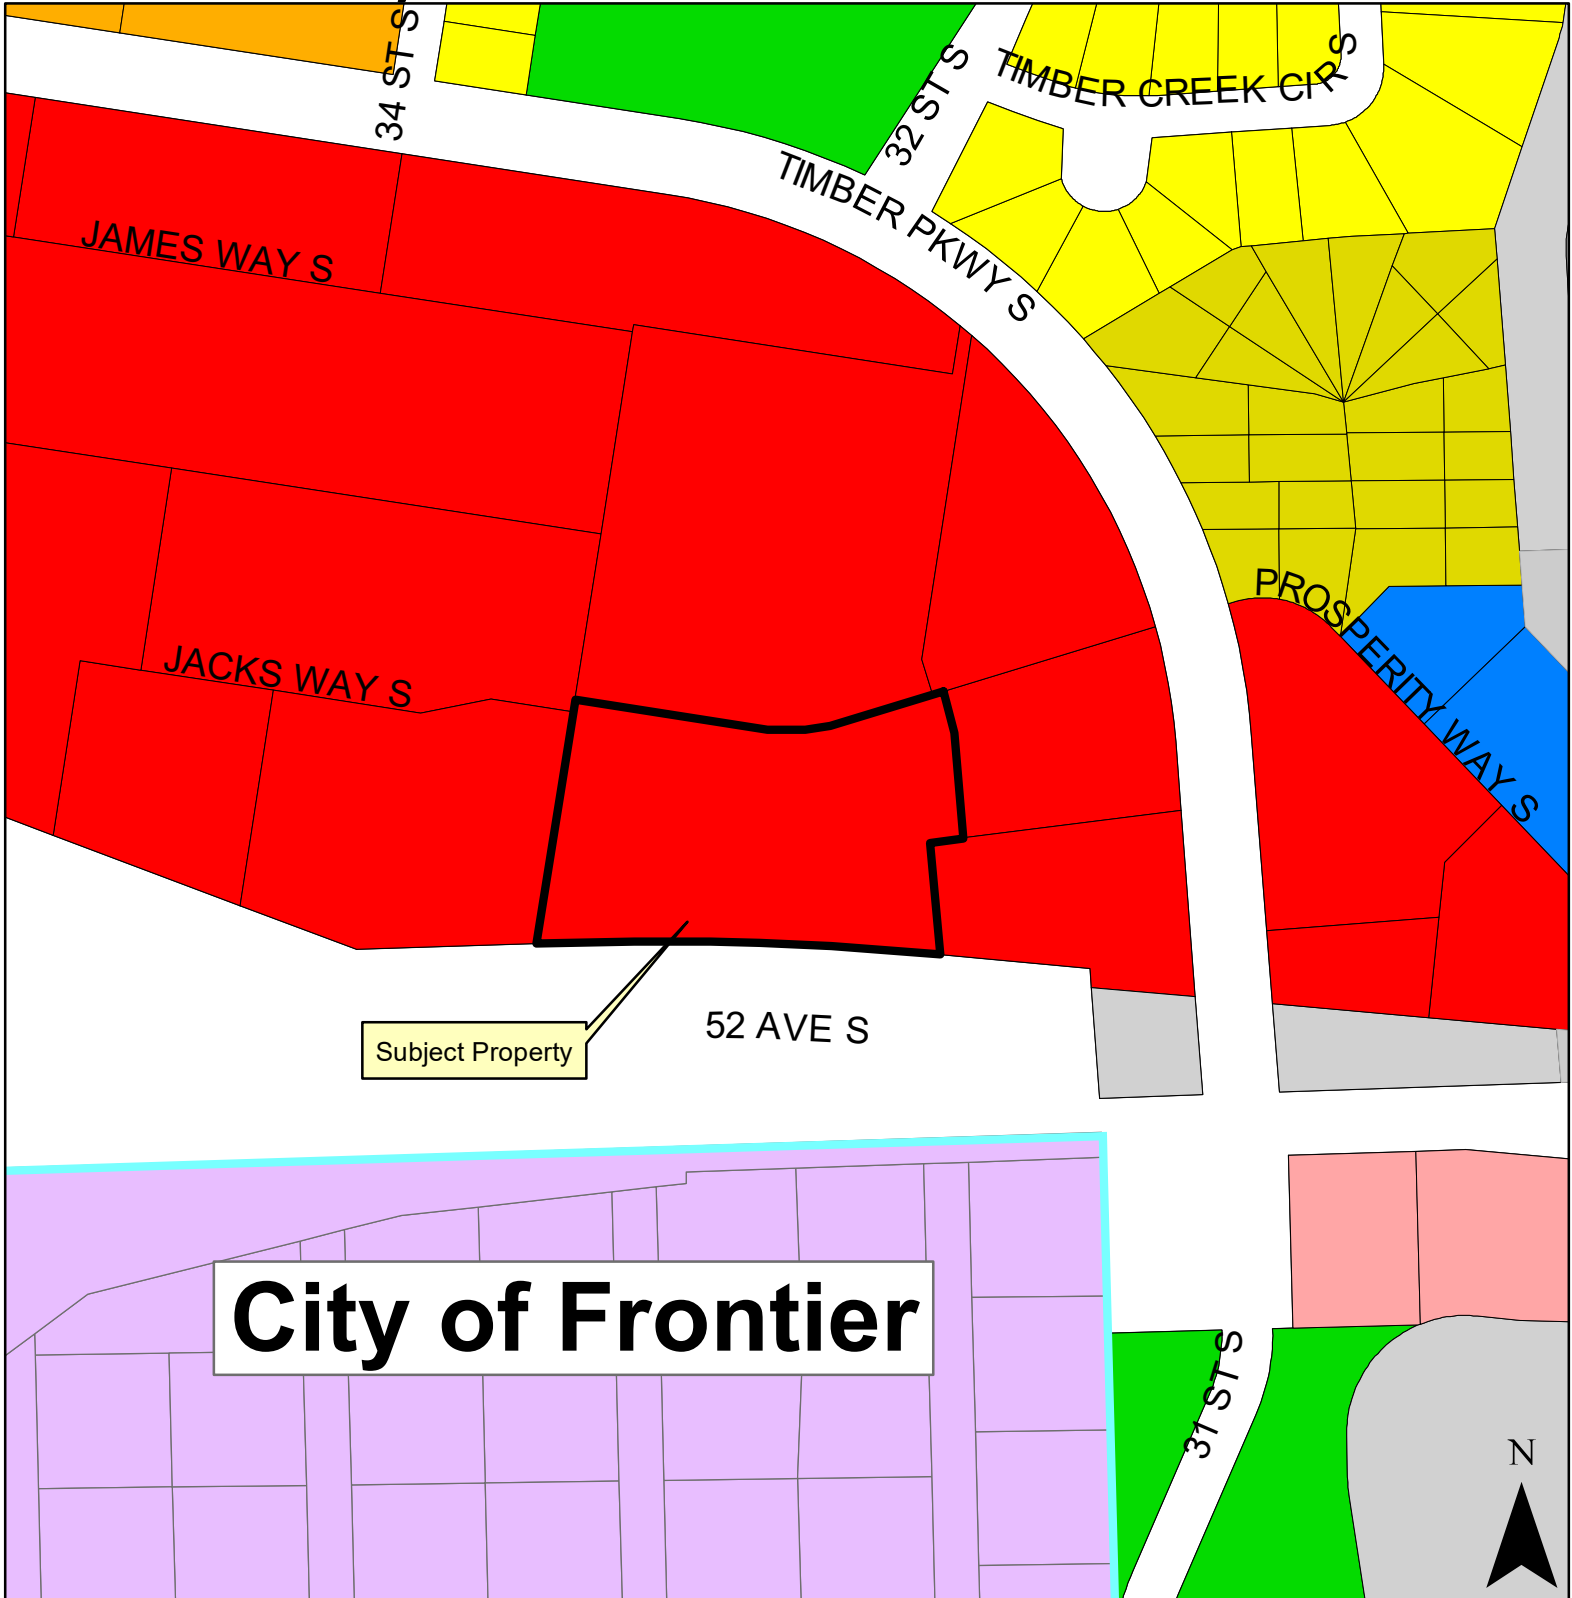 34 ST S
32 ST S
TIMBER CREEK CIR S
TIMBER PKWY S
JAMES WAY S
PROSPERITY WAY S
JACKS WAY S
52 AVE S
Subject Property
City of Frontier
31 ST S
N